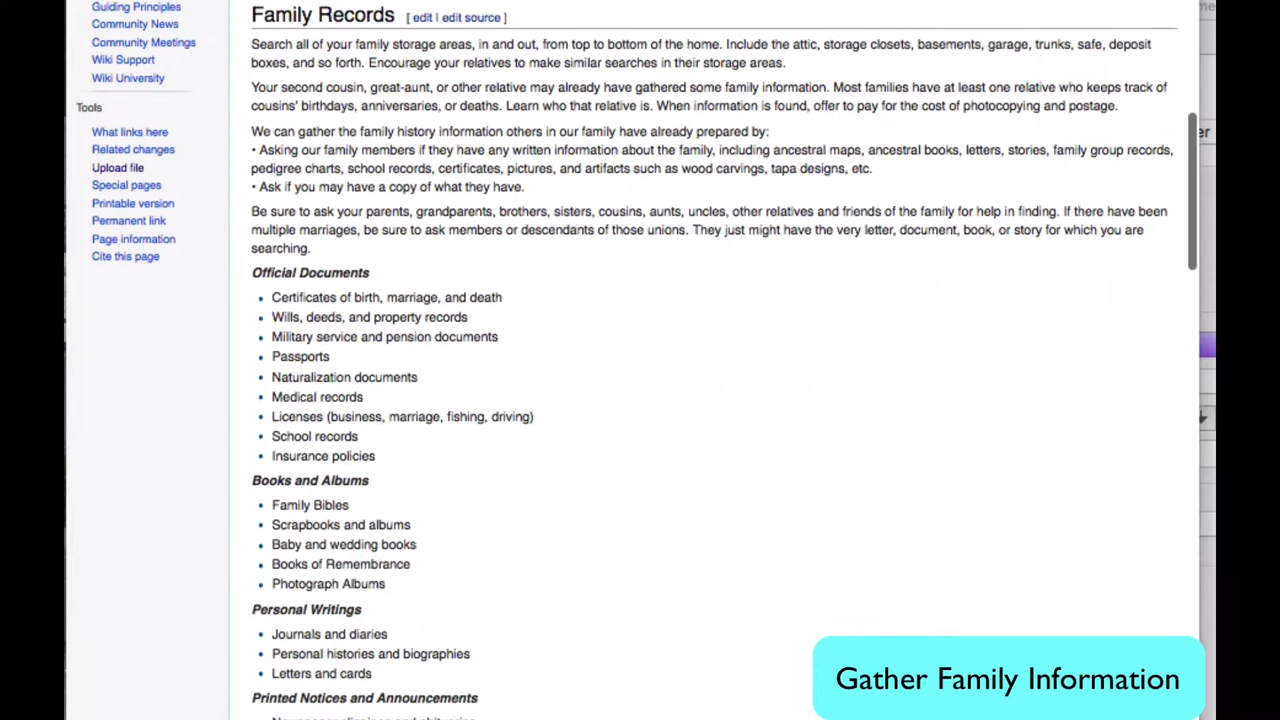 Guiding Principles
Community News
Community Meetings
Wiki Support
Wiki University
Tools
What links here
Related changes
Upload file
Special pages
Printable version
Permanent link
Page information
Cite this page
Family Records [ edit | edit source ]
Search all of your family storage areas, in and out, from top to bottom of the home. Include the attic, storage closets, basements, garage, trunks, safe, deposit
boxes, and so forth. Encourage your relatives to make similar searches in their storage areas.
Your second cousin, great-aunt, or other relative may already have gathered some family information. Most families have at least one relative who keeps track of
cousins' birthdays, anniversaries, or deaths. Learn who that relative is. When information is found, offer to pay for the cost of photocopying and postage.
We can gather the family history information others in our family have already prepared by:
• Asking our family members if they have any written information about the family, including ancestral maps, ancestral books, letters, stories, family group records,
pedigree charts, school records, certificates, pictures, and artifacts such as wood carvings, tapa designs, etc.
• Ask if you may have a copy of what they have.
Be sure to ask your parents, grandparents, brothers, sisters, cousins, aunts, uncles, other relatives and friends of the family for help in finding. If there have been
multiple marriages, be sure to ask members or descendants of those unions. They just might have the very letter, document, book, or story for which you are
searching.
Official Documents
• Certificates of birth, marriage, and death
• Wills, deeds, and property records
• Military service and pension documents
• Passports
• Naturalization documents
• Medical records
• Licenses (business, marriage, fishing, driving)
• School records
• Insurance policies
Books and Albums
• Family Bibles
• Scrapbooks and albums
• Baby and wedding books
• Books of Remembrance
• Photograph Albums
Personal Writings
• Journals and diaries
• Personal histories and biographies
• Letters and cards
Printed Notices and Announcements
Gather Family Information